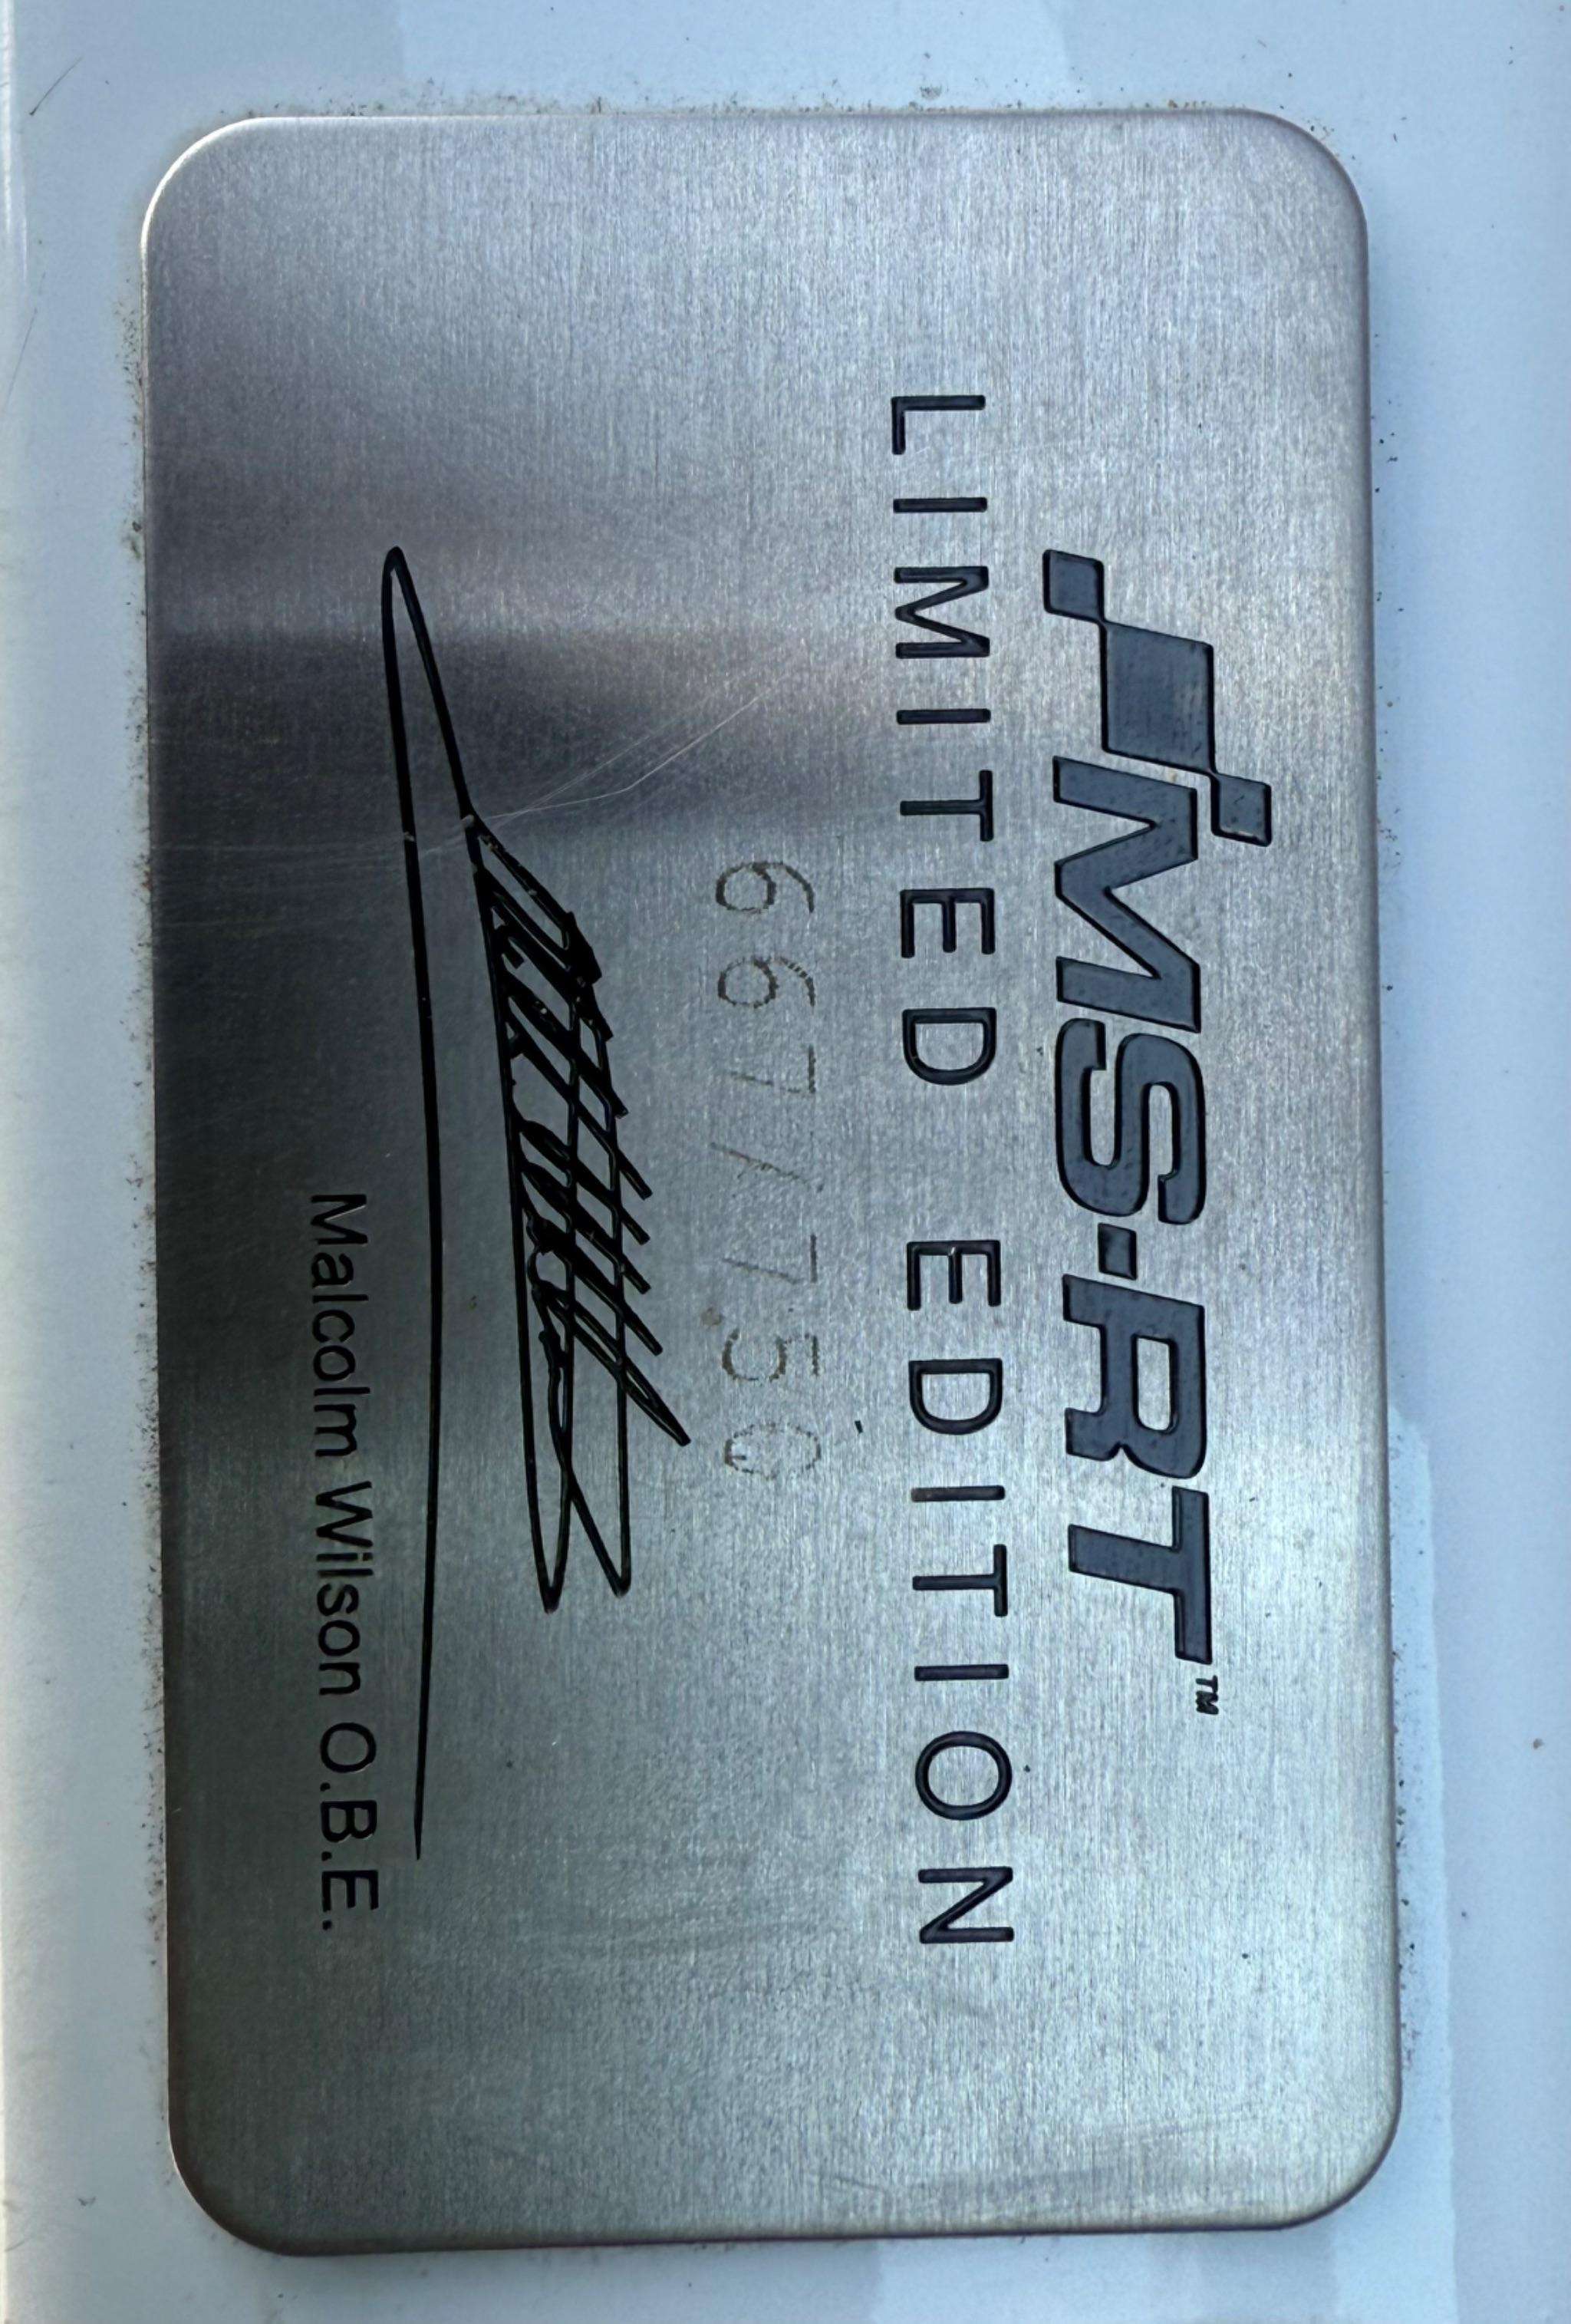 MS-RT™
LIMITED EDITION
667/750
Malcolm Wilson O.B.E.